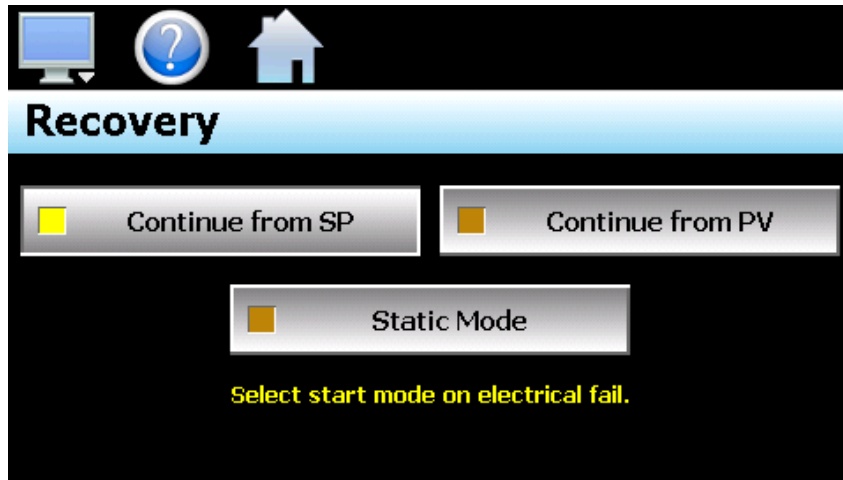 ?
Recovery
Continue from SP
Continue from PV
Static Mode
Select start mode on electrical fail.